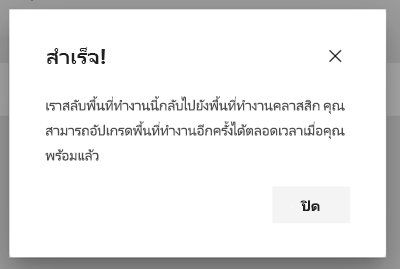 สำเร็จ!
เราสลับพื้นที่ทำงานนี้กลับไปยังพื้นที่ทำงานคลาสสิก คุณ
สามารถอัปเกรดพื้นที่ทำงานอีกครั้งได้ตลอดเวลาเมื่อคุณ
พร้อมแล้ว
ปิด